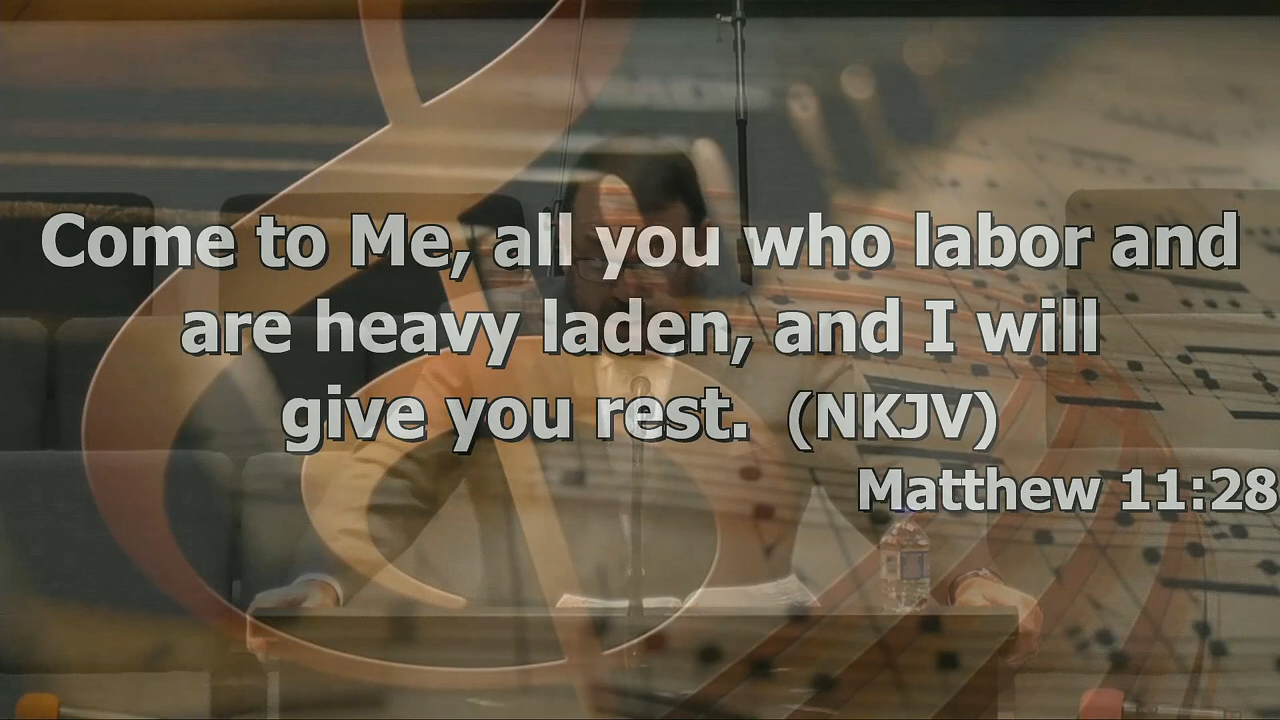 Come to Me, all you who labor and
are heavy laden, and I will
give you rest. (NKJV)
Matthew 11:28